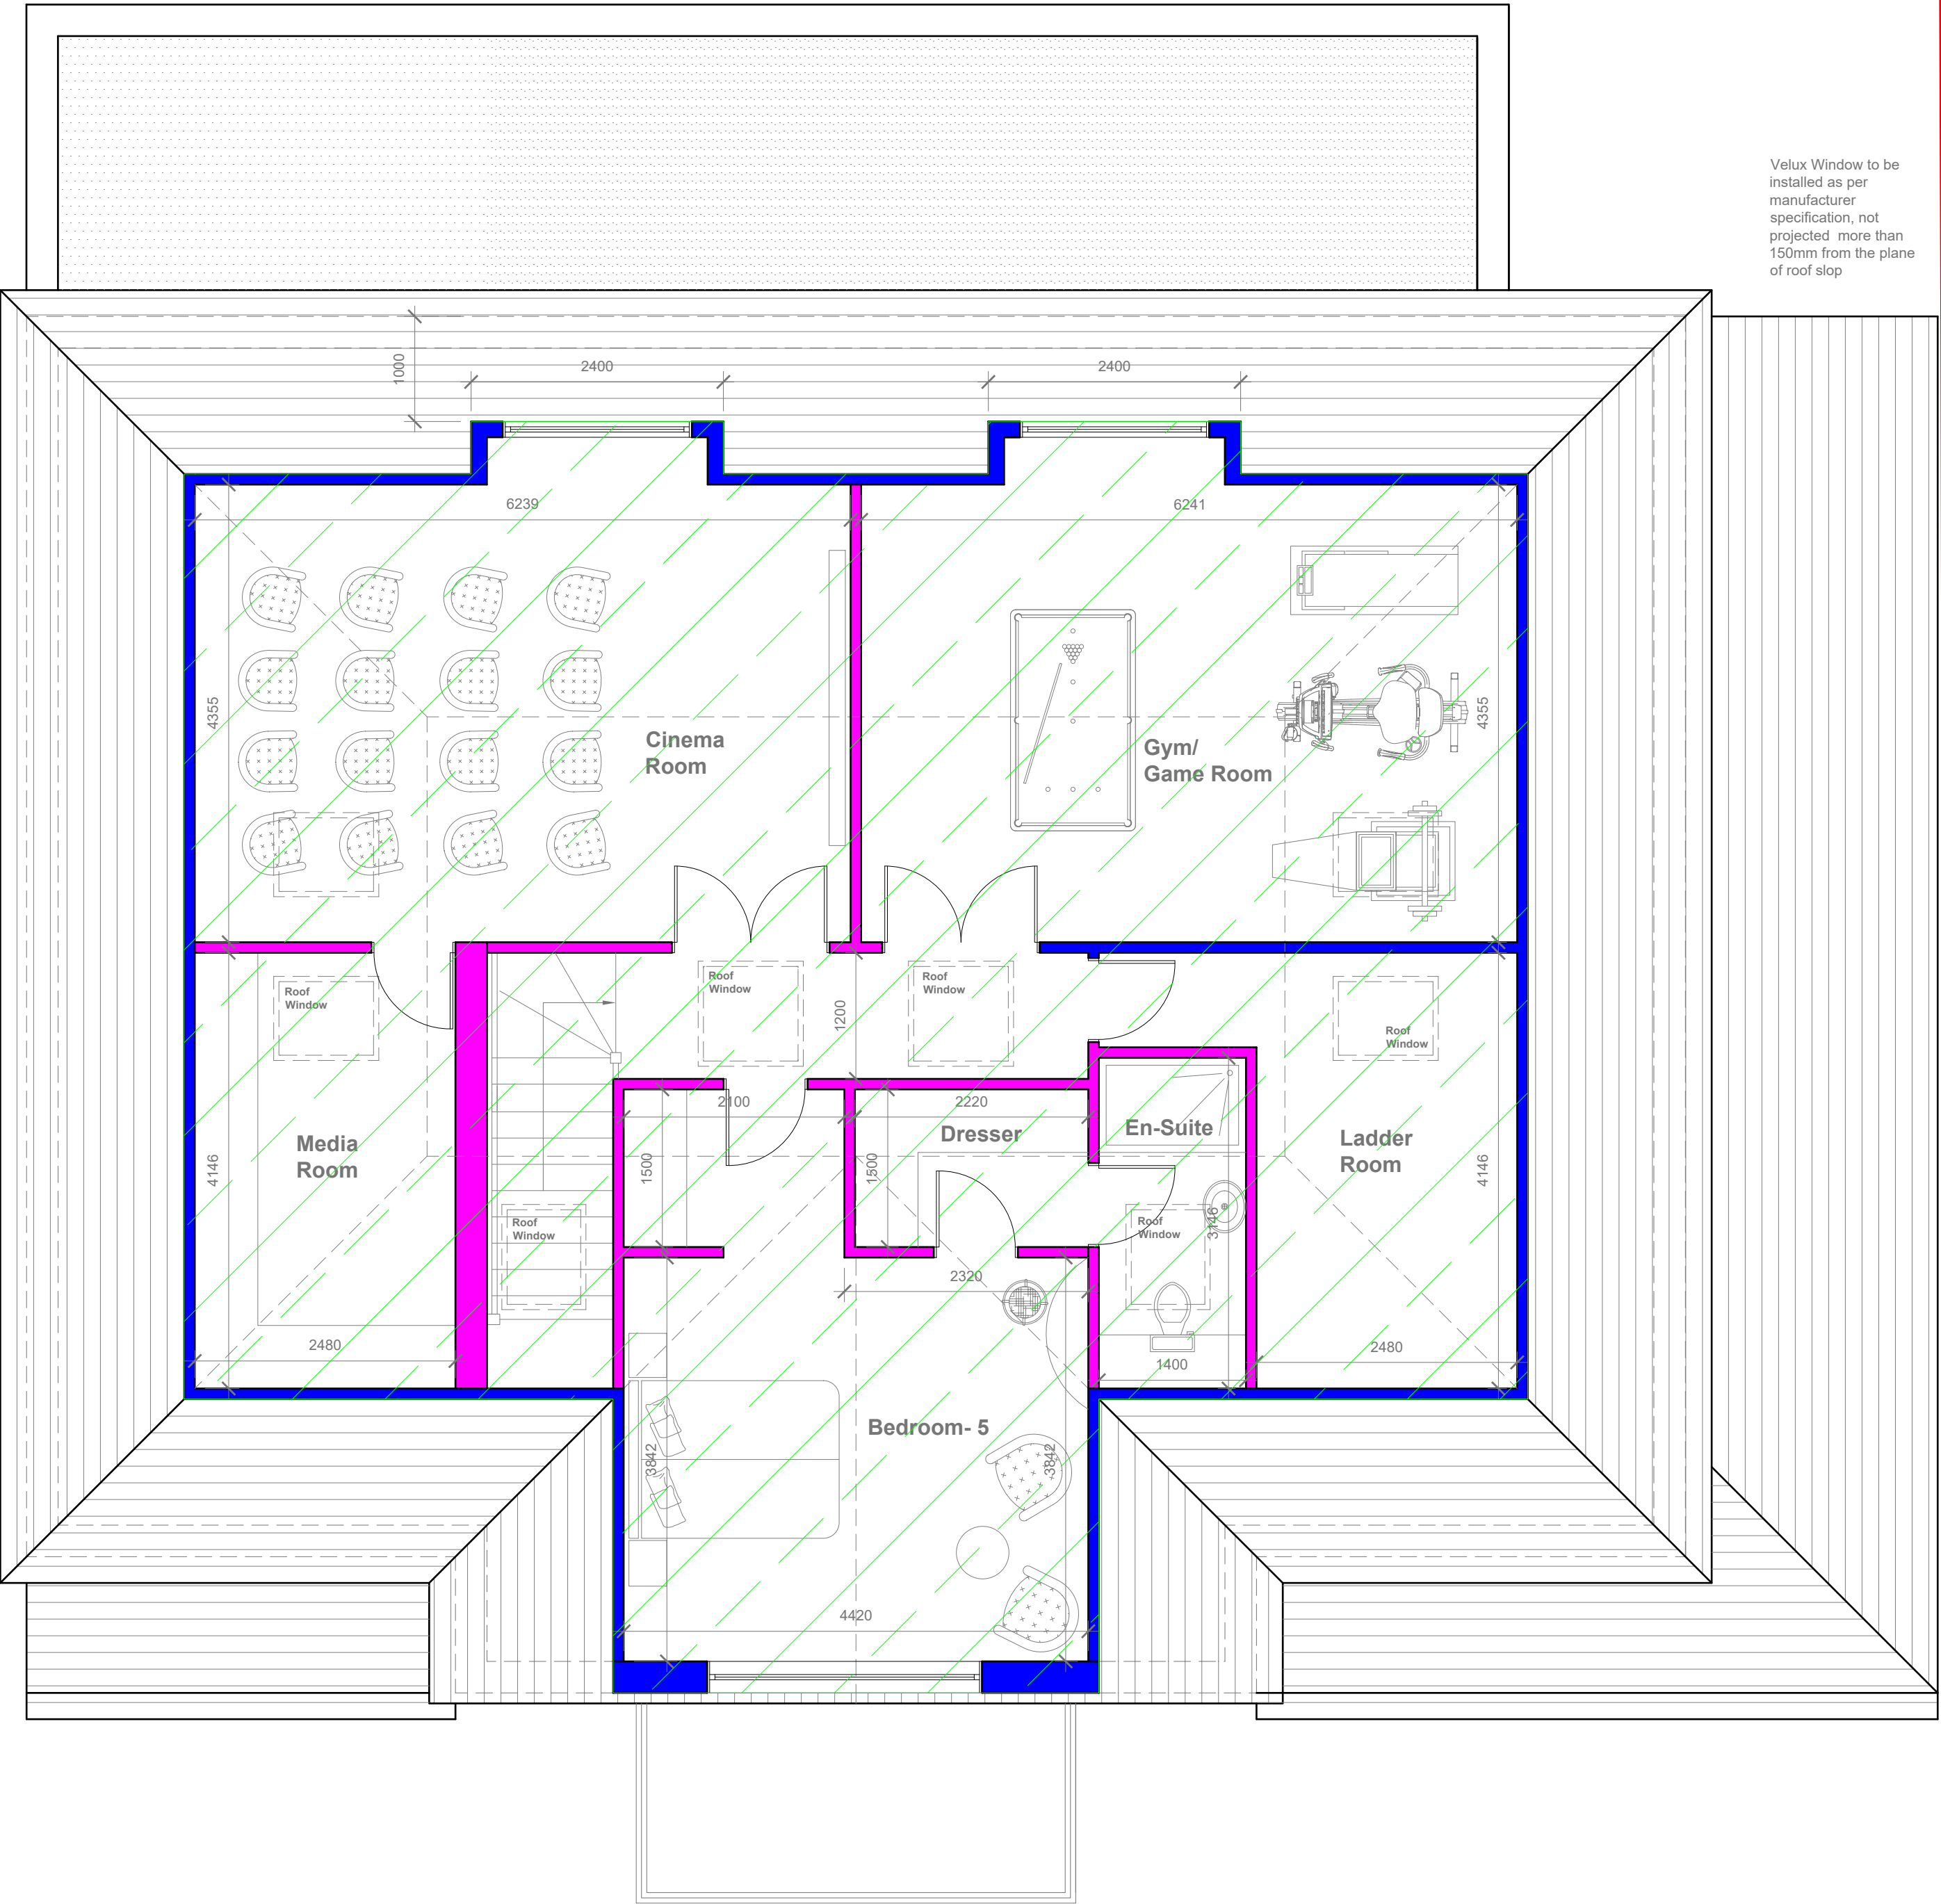 Velux Window to be
installed as per
manufacturer
specification, not
projected  more than
150mm from the plane
of roof slop
1000
2400
2400
6239
6241
4355
4355
Cinema
Room
Gym/
Game Room
Roof
Window
Roof
Window
Roof
Window
Roof
Window
1200
2100
2220
Dresser
En-Suite
Media
Room
Ladder
Room
4146
1500
1500
4146
Roof
Window
Roof
Window
3146
2320
2480
1400
2480
Bedroom- 5
3842
3842
4420